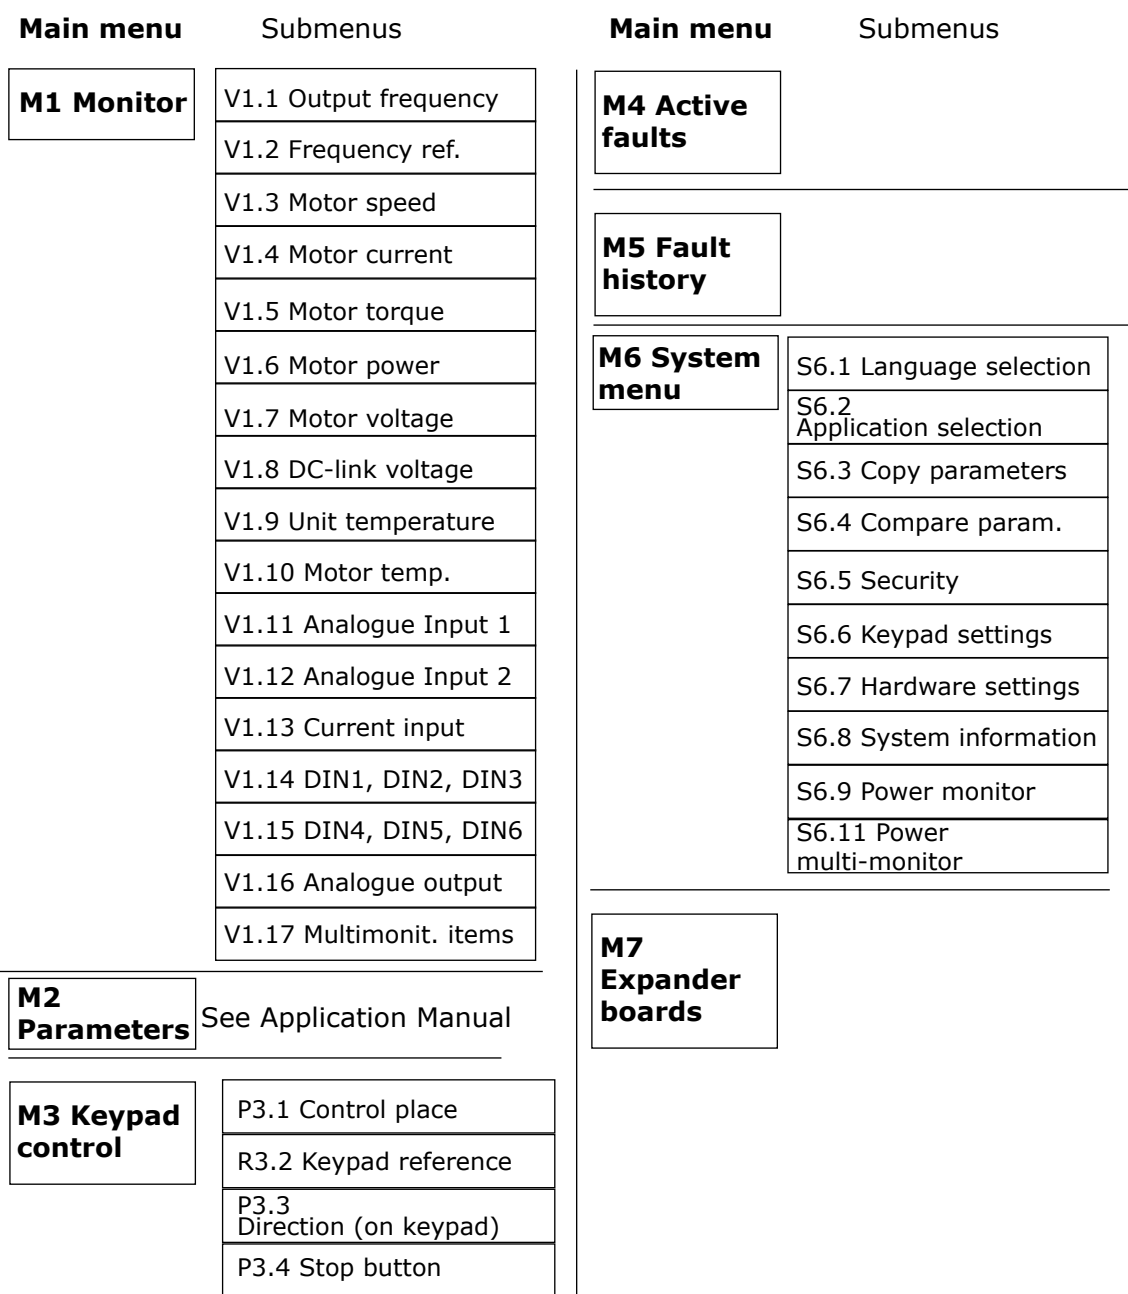 Main menu
Submenus
M1 Monitor
V1.1 Output frequency
V1.2 Frequency ref.
V1.3 Motor speed
V1.4 Motor current
V1.5 Motor torque
V1.6 Motor power
V1.7 Motor voltage
V1.8 DC-link voltage
V1.9 Unit temperature
V1.10 Motor temp.
V1.11 Analogue Input 1
V1.12 Analogue Input 2
V1.13 Current input
V1.14 DIN1, DIN2, DIN3
V1.15 DIN4, DIN5, DIN6
V1.16 Analogue output
V1.17 Multimonit. items
M2
Parameters
See Application Manual
M3 Keypad
control
P3.1 Control place
R3.2 Keypad reference
P3.3
Direction (on keypad)
P3.4 Stop button
Main menu
Submenus
M4 Active
faults
M5 Fault
history
M6 System
menu
S6.1 Language selection
S6.2
Application selection
S6.3 Copy parameters
S6.4 Compare param.
S6.5 Security
S6.6 Keypad settings
S6.7 Hardware settings
S6.8 System information
S6.9 Power monitor
S6.11 Power
multi-monitor
M7
Expander
boards